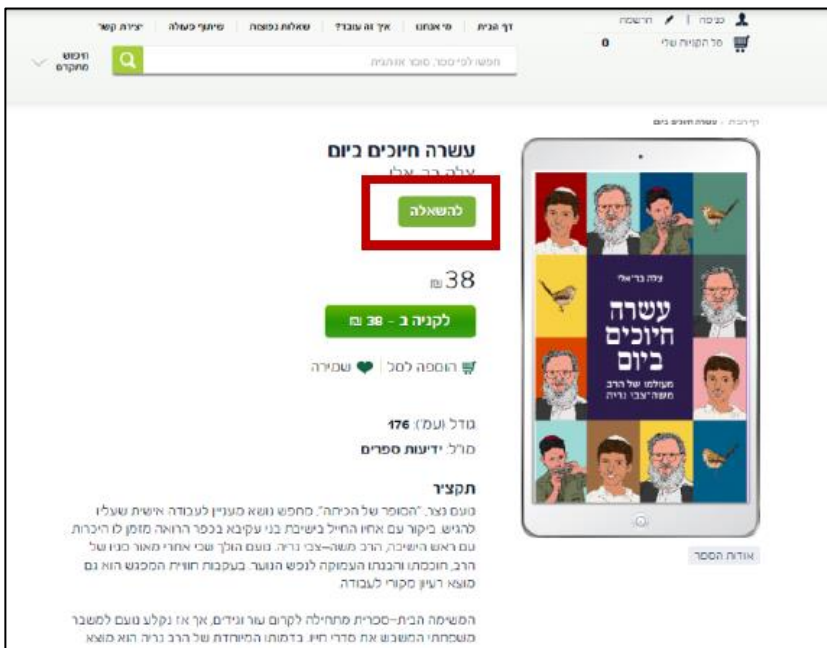 כניסה | הרשמה
סל הקניות שלי 0
דף הבית | מי אנחנו | איך זה עובד? | שאלות נפוצות | שיתוף פעולה | יצירת קשר
חפשו לפי ספר, סופר או
חיפוש
מתקדם
דף הבית › עשרה חיוכים ביום
עשרה חיוכים ביום
צלה בר אלי
להשאלה
38 ₪
לקניה ב - 38 ₪
הוספה לסל | שמירה
גודל (עמ'): 176
מו"ל: ידיעות ספרים
תקציר
נועם נצר, "הסופר של הכיתה", מחפש נושא מעניין לעבודה אישית שעליו
להגיש. ביקור עם אחיו החייל בישיבת בני עקיבא בכפר הרואה מזמן לו היכרות
עם ראש הישיבה, הרב משה-צבי נריה. נועם הולך שבי אחרי מאור פניו של
הרב, חוכמתו והבנתו העמוקה לנפש הנוער. בעקבות חוויית המפגש הוא גם
מוצא רעיון מקורי לעבודה.
המשימה הבית-ספרית מתחילה לקרום עור וגידים, אך אז נקלע נועם למשבר
משפחתי המשבש את סדרי חייו. בדמותו המיוחדת של הרב נריה הוא מוצא
צלה בר־אלי
עשרה
חיוכים
ביום
מעולמו של הרב
משה־צבי נריה
אודות הספר